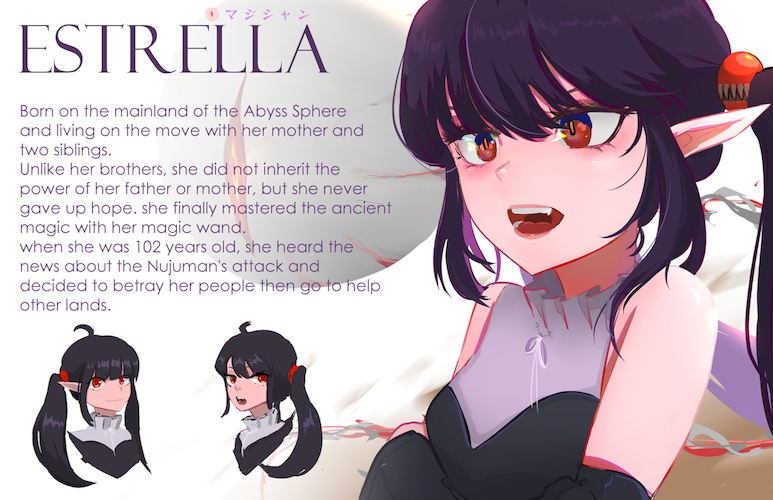 マジシャン
ESTRELLA
Born on the mainland of the Abyss Sphere
and living on the move with her mother and
two siblings.
Unlike her brothers, she did not inherit the
power of her father or mother, but she never
gave up hope. she finally mastered the ancient
magic with her magic wand.
when she was 102 years old, she heard the
news about the Nujuman's attack and
decided to betray her people then go to help
other lands.